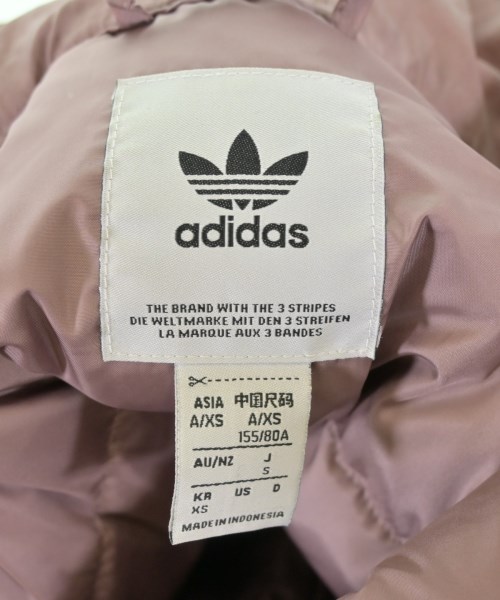 adidas
THE BRAND WITH THE 3 STRIPES
DIE WELTMARKE MIT DEN 3 STREIFEN
LA MARQUE AUX 3 BANDES
ASIA 中国尺码
A/XS A/XS
155/80A
AU/NZ J
S
KR US D
XS
MADE IN INDONESIA